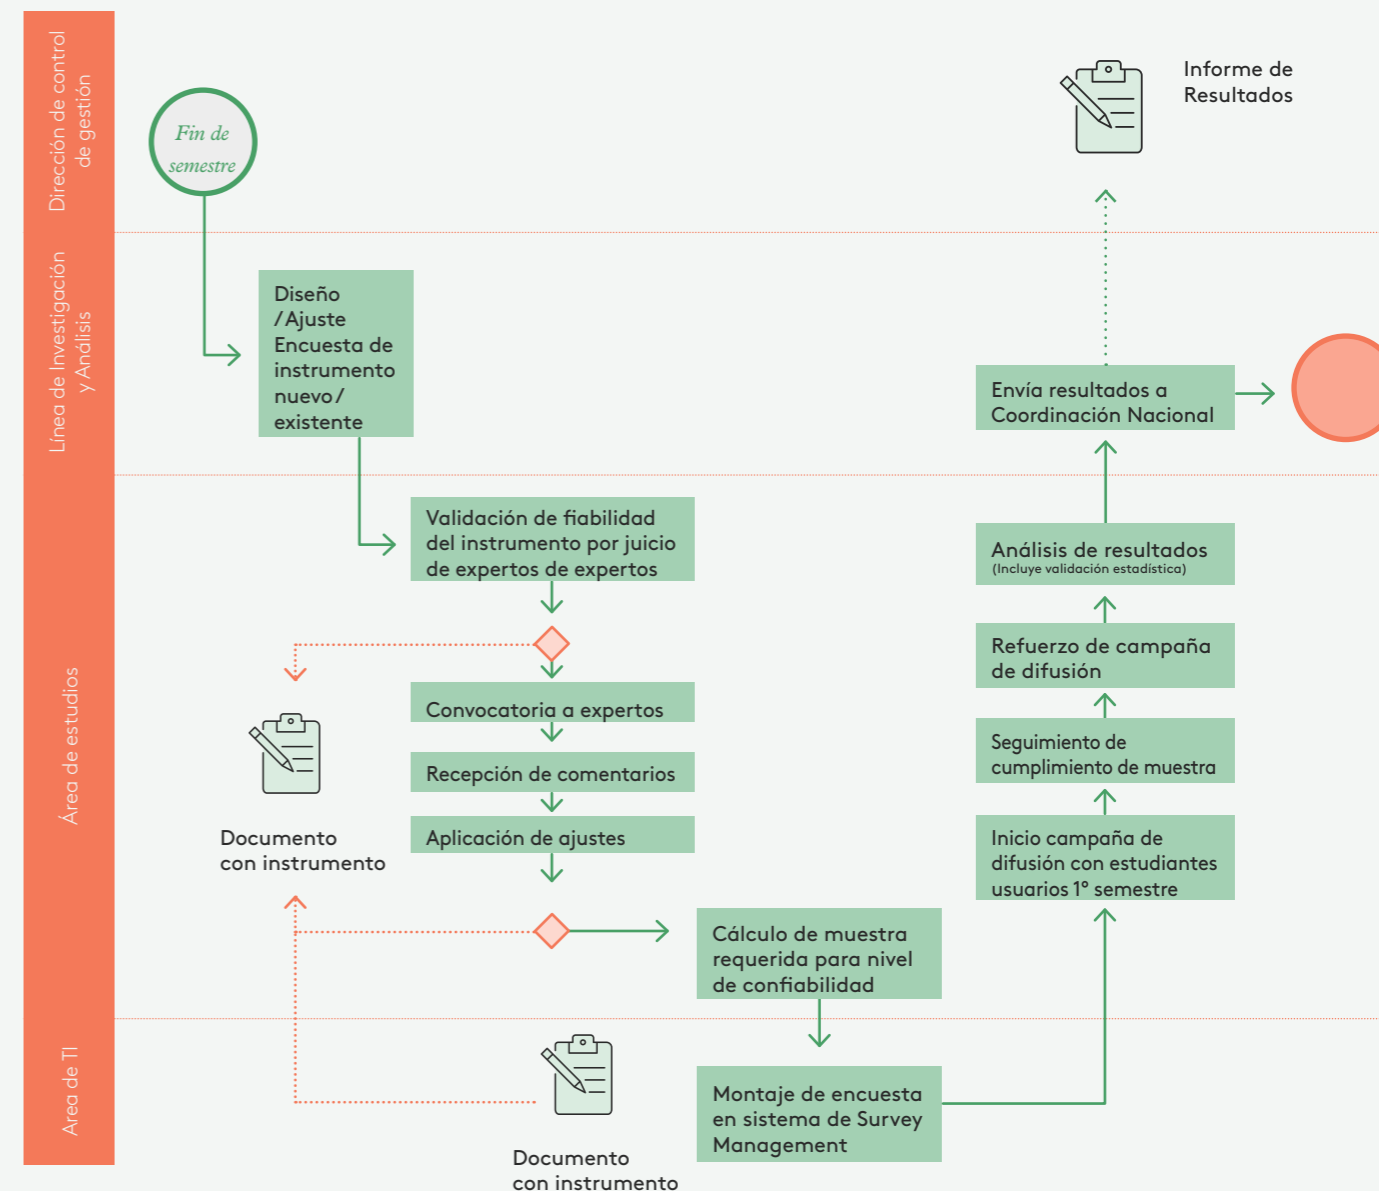 Dirección de control
de gestión
Fin de
semestre
Informe de
Resultados
Línea de Investigación
y Análisis
Diseño
/ Ajuste
Encuesta de
instrumento
nuevo /
existente
Envía resultados a
Coordinación Nacional
Área de estudios
Validación de fiabilidad
del instrumento por juicio
de expertos de expertos
Convocatoria a expertos
Recepción de comentarios
Aplicación de ajustes
Documento
con instrumento
Cálculo de muestra
requerida para nivel
de confiabilidad
Análisis de resultados
(Incluye validación estadística)
Refuerzo de campaña
de difusión
Seguimiento de
cumplimiento de muestra
Inicio campaña de
difusión con estudiantes
usuarios 1° semestre
Area de TI
Documento
con instrumento
Montaje de encuesta
en sistema de Survey
Management